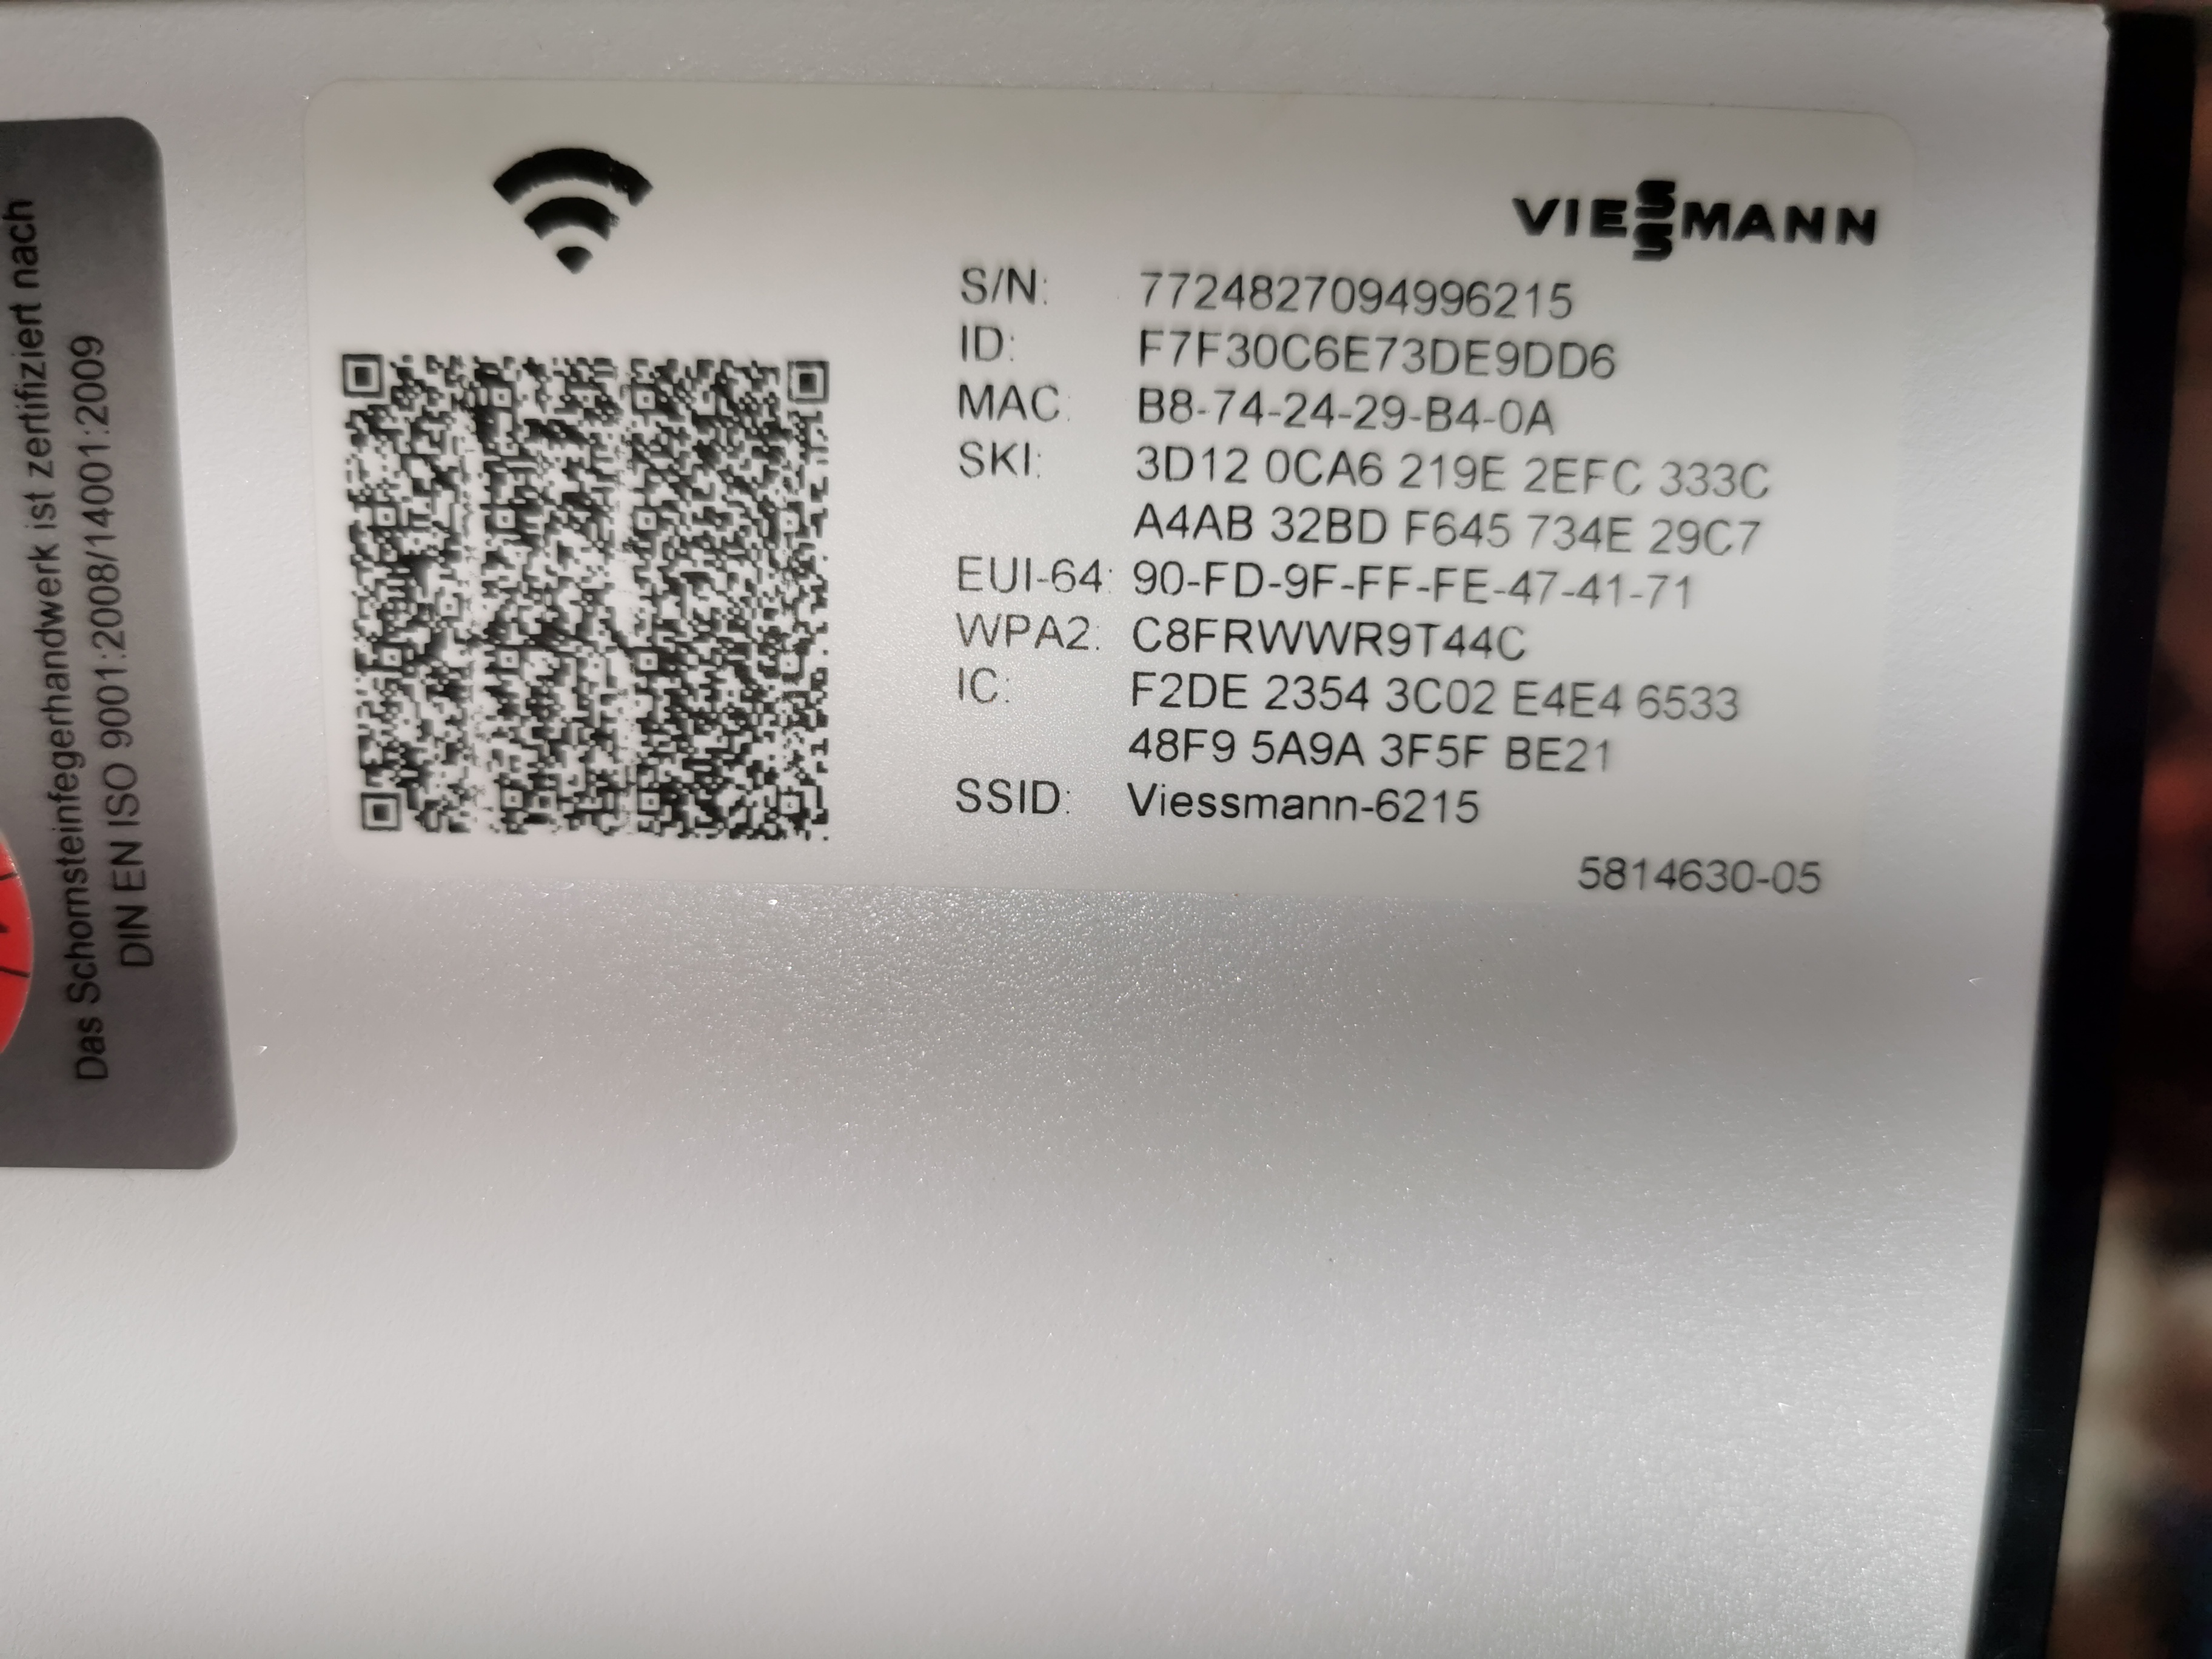 Das Schornsteinfegerhandwerk ist zertifiziert nach
DIN EN ISO 9001:2008/14001:2009
VIESSMANN
S/N: 7724827094996215
ID: F7F30C6E73DE9DD6
MAC: B8-74-24-29-B4-0A
SKI: 3D12 0CA6 219E 2EFC 333C
A4AB 32BD F645 734E 29C7
EUI-64: 90-FD-9F-FF-FE-47-41-71
WPA2: C8FRWWR9T44C
IC: F2DE 2354 3C02 E4E4 6533
48F9 5A9A 3F5F BE21
SSID: Viessmann-6215
5814630-05